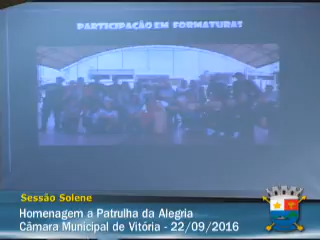 PARTICIPAÇÃO EM FORMATURAS
Sessão Solene
Homenagem a Patrulha da Alegria
Câmara Municipal de Vitória - 22/09/2016